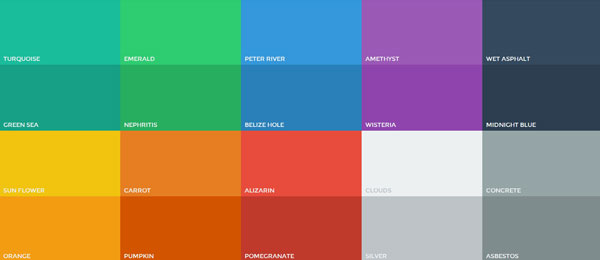 TURQUOISE
EMERALD
PETER RIVER
AMETHYST
WET ASPHALT
GREEN SEA
NEPHRITIS
BELIZE HOLE
WISTERIA
MIDNIGHT BLUE
SUN FLOWER
CARROT
ALIZARIN
CLOUDS
CONCRETE
ORANGE
PUMPKIN
POMEGRANATE
SILVER
ASBESTOS